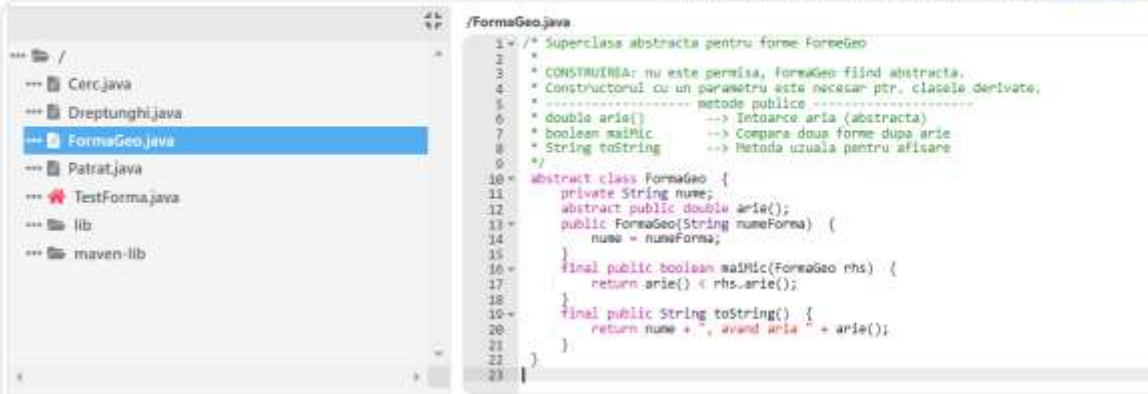 /
Cerc.java
Dreptunghi.java
FormaGeo.java
Patrat.java
TestForma.java
lib
maven-lib
/FormaGeo.java
1 /* Superclasa abstracta pentru forme FormeGeo
2 *
3 * CONSTRUIREA: nu este permisa, FormaGeo fiind abstracta.
4 * Constructorul cu un parametru este necesar ptr. clasele derivate.
5 * ------------------ metode publice --------------------
6 * double arie() --> Intoarce aria (abstracta)
7 * boolean maiMic --> Compara doua forme dupa arie
8 * String toString --> Metoda uzuala pentru afisare
9 */
10 abstract class FormaGeo {
11 private String nume;
12 abstract public double arie();
13 public FormaGeo(String numeForma) {
14 nume = numeForma;
15 }
16 final public boolean maiMic(FormaGeo rhs) {
17 return arie() < rhs.arie();
18 }
19 final public String toString() {
20 return nume + ", avand aria " + arie();
21 }
22 }
23